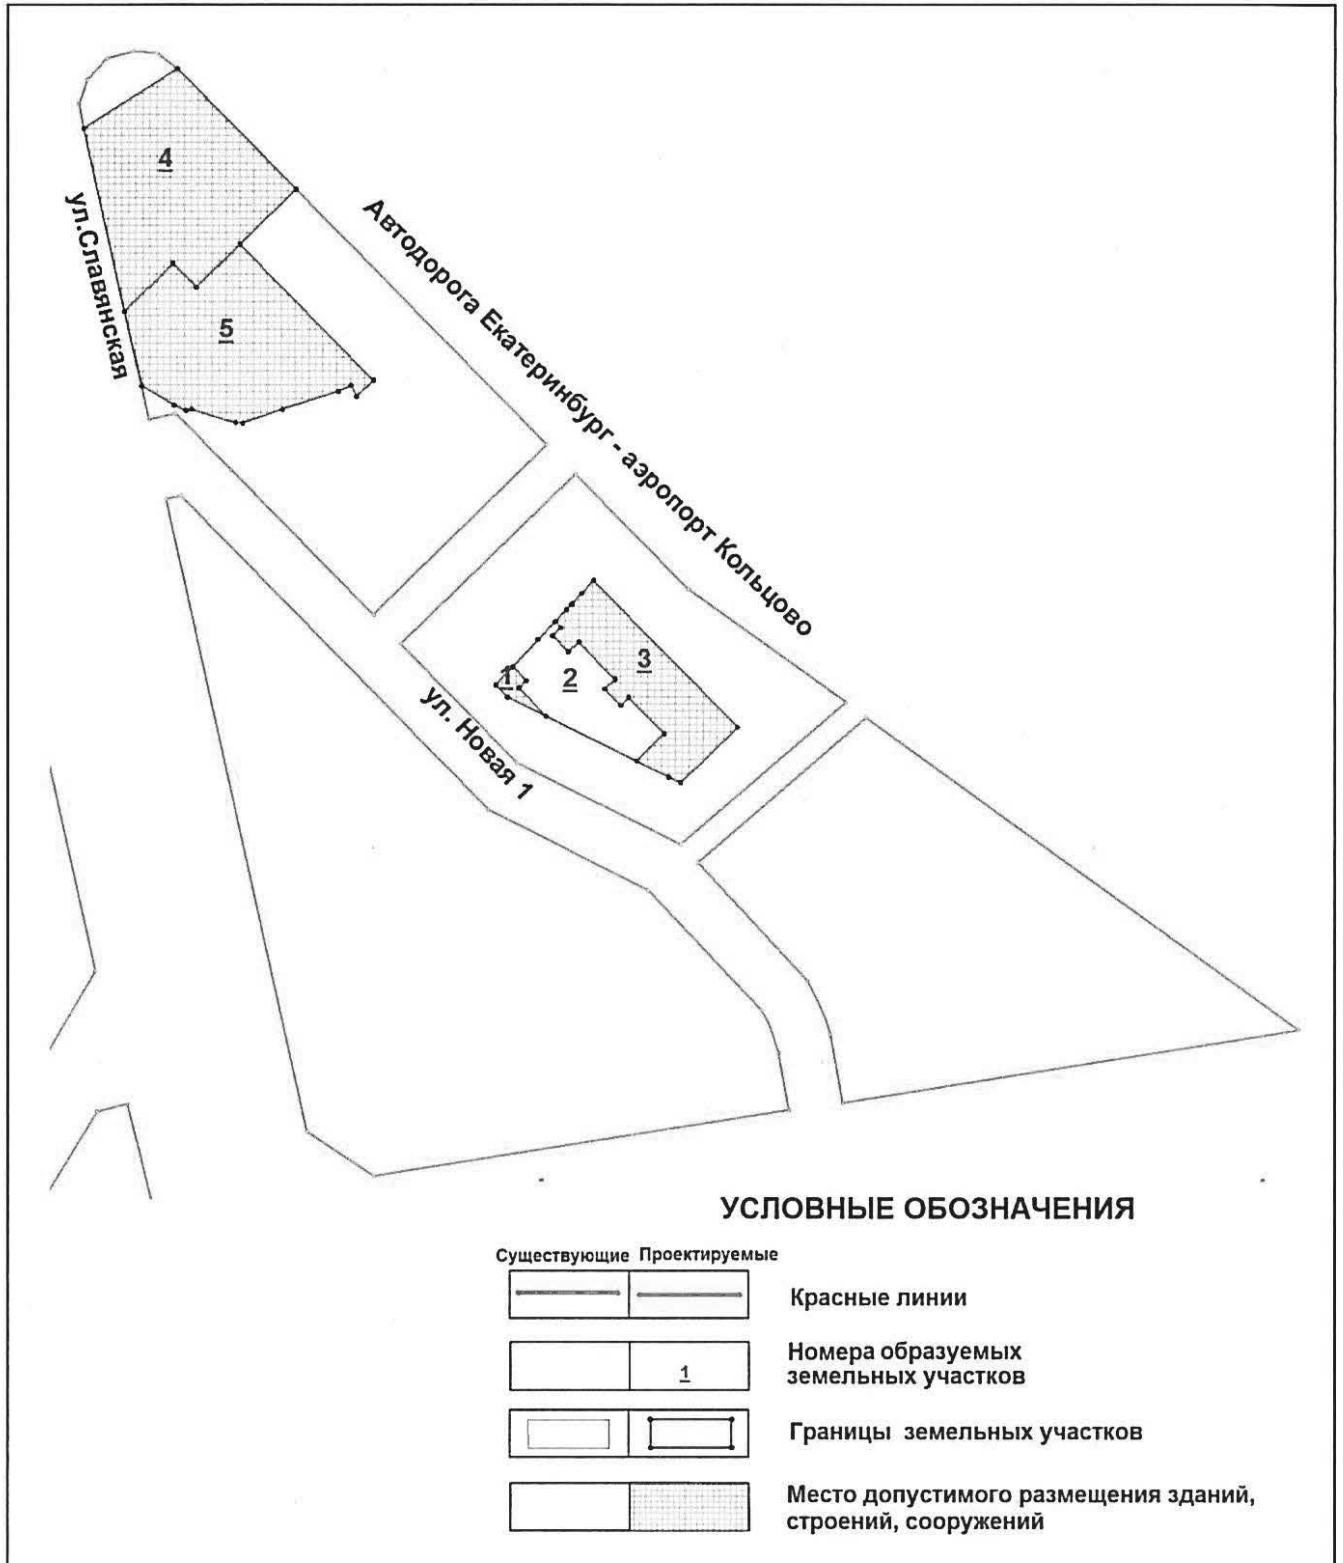 4
ул.Славянская
Автодорога Екатеринбург - аэропорт Кольцово
5
3
1
2
ул. Новая 1
УСЛОВНЫЕ ОБОЗНАЧЕНИЯ
Существующие Проектируемые
Красные линии
Номера образуемых
земельных участков
1
Границы земельных участков
Место допустимого размещения зданий,
строений, сооружений